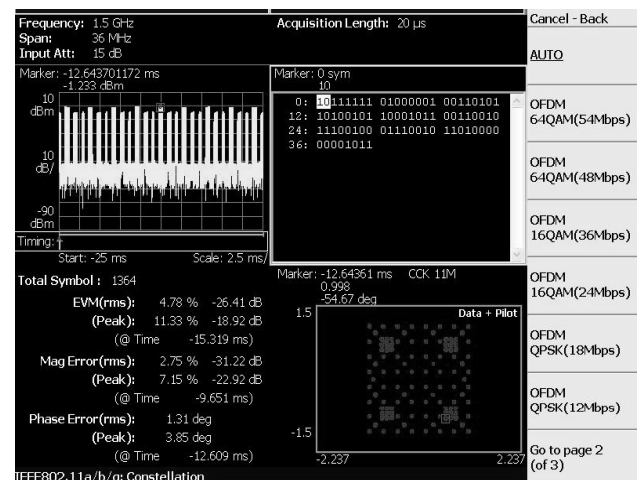 Frequency: 1.5 GHz
Span: 36 MHz
Input Att: 15 dB
Acquisition Length: 20 µs
Marker: -12.643701172 ms
-1.233 dBm
10
dBm
10
dB/
-90
dBm
Timing:
Start: -25 ms Scale: 2.5 ms/
Marker: 0 sym
10
0: 10111111 01000001 00110101
12: 10100101 10001011 00110010
24: 11100100 01110010 11010000
36: 00001011
Total Symbol : 1364
EVM(rms): 4.78 % -26.41 dB
(Peak): 11.33 % -18.92 dB
(@ Time -15.319 ms)
Mag Error(rms): 2.75 % -31.22 dB
(Peak): 7.15 % -22.92 dB
(@ Time -9.651 ms)
Phase Error(rms): 1.31 deg
(Peak): 3.85 deg
(@ Time -12.609 ms)
IEEE802.11a/b/g: Constellation
Marker: -12.64361 ms CCK 11M
0.998
-54.67 deg
1.5
Data + Pilot
-1.5
-2.237 2.237
Cancel - Back
AUTO
OFDM
64QAM(54Mbps)
OFDM
64QAM(48Mbps)
OFDM
16QAM(36Mbps)
OFDM
16QAM(24Mbps)
OFDM
QPSK(18Mbps)
OFDM
QPSK(12Mbps)
Go to page 2
(of 3)